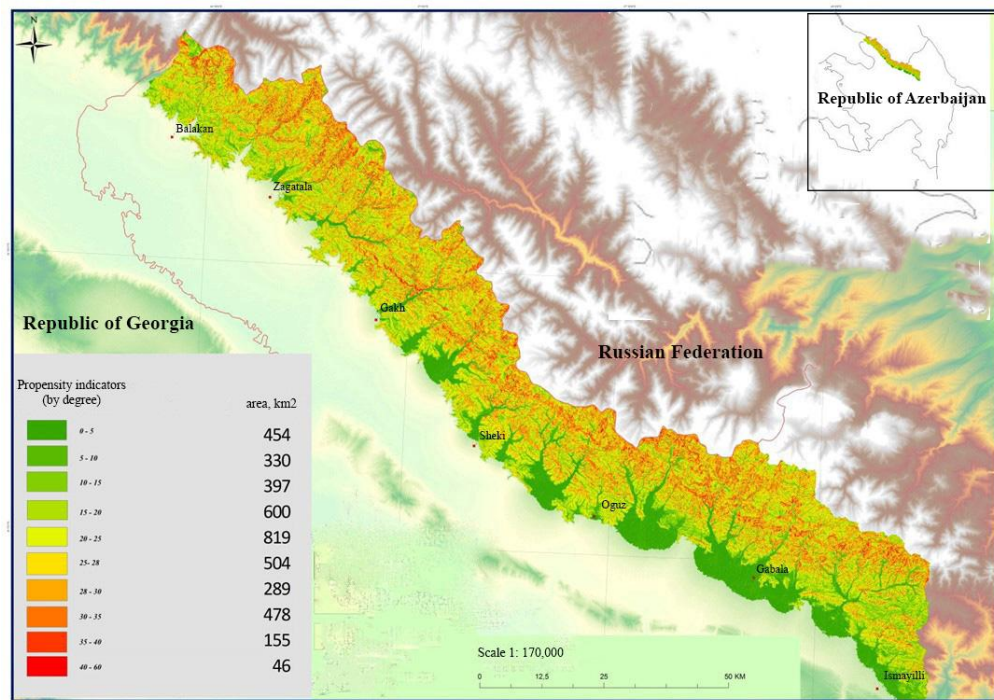 N
Republic of Azerbaijan
Balakan
Zagatala
Gakh
Republic of Georgia
Russian Federation
Propensity indicators
(by degree)
area, km2
0 - 5 454
5 - 10 330
10 - 15 397
15 - 20 600
20 - 25 819
25- 28 504
28 - 30 289
30 - 35 478
35 - 40 155
40 - 60 46
Sheki
Oguz
Gabala
Ismayilli
Scale 1: 170,000
0 12,5 25 50 KM